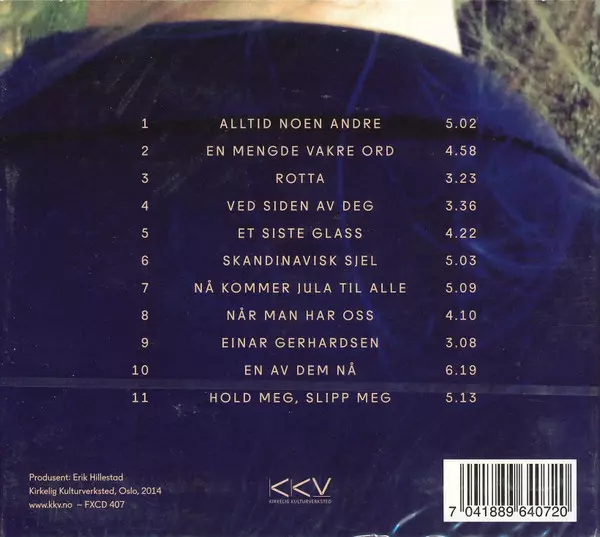 1 ALLTID NOEN ANDRE 5.02
2 EN MENGDE VAKRE ORD 4.58
3 ROTTA 3.23
4 VED SIDEN AV DEG 3.36
5 ET SISTE GLASS 4.22
6 SKANDINAVISK SJEL 5.03
7 NÅ KOMMER JULA TIL ALLE 5.09
8 NÅR MAN HAR OSS 4.10
9 EINAR GERHARDSEN 3.08
10 EN AV DEM NÅ 6.19
11 HOLD MEG, SLIPP MEG 5.13
Produsent: Erik Hillestad
Kirkelig Kulturverksted, Oslo, 2014
www.kkv.no – FXCD 407
KKV
KIRKELIG KULTURVERKSTED
7 041889 640720